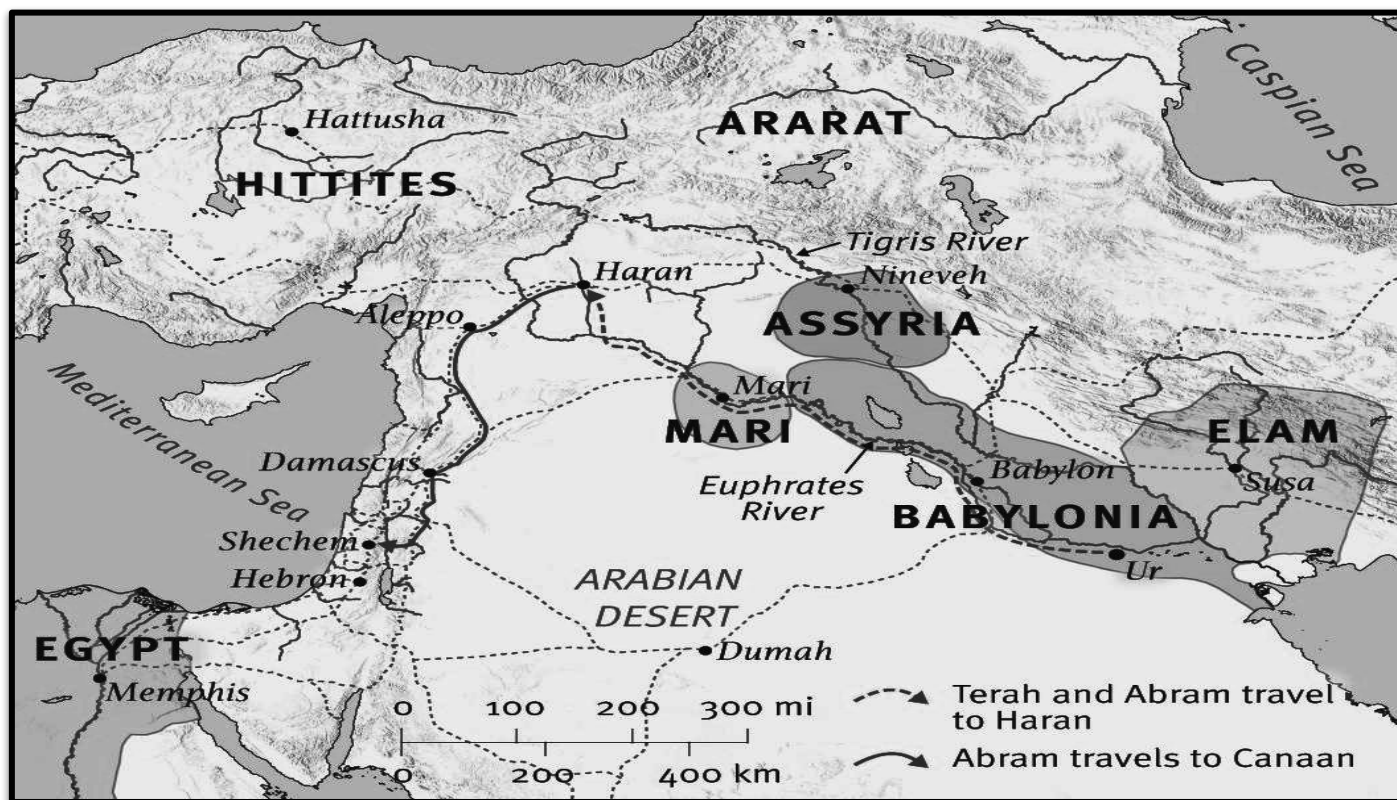 Caspian Sea
Hattusha
ARARAT
HITTITES
Tigris River
Haran
Nineveh
Aleppo
ASSYRIA
Mediterranean Sea
Mari
MARI
ELAM
Damascus
Babylon
Susa
Euphrates
River
BABYLONIA
Shechem
Ur
Hebron
ARABIAN
DESERT
EGYPT
Dumah
Memphis
0 100 200 300 mi
0 200 400 km
Terah and Abram travel
to Haran
Abram travels to Canaan